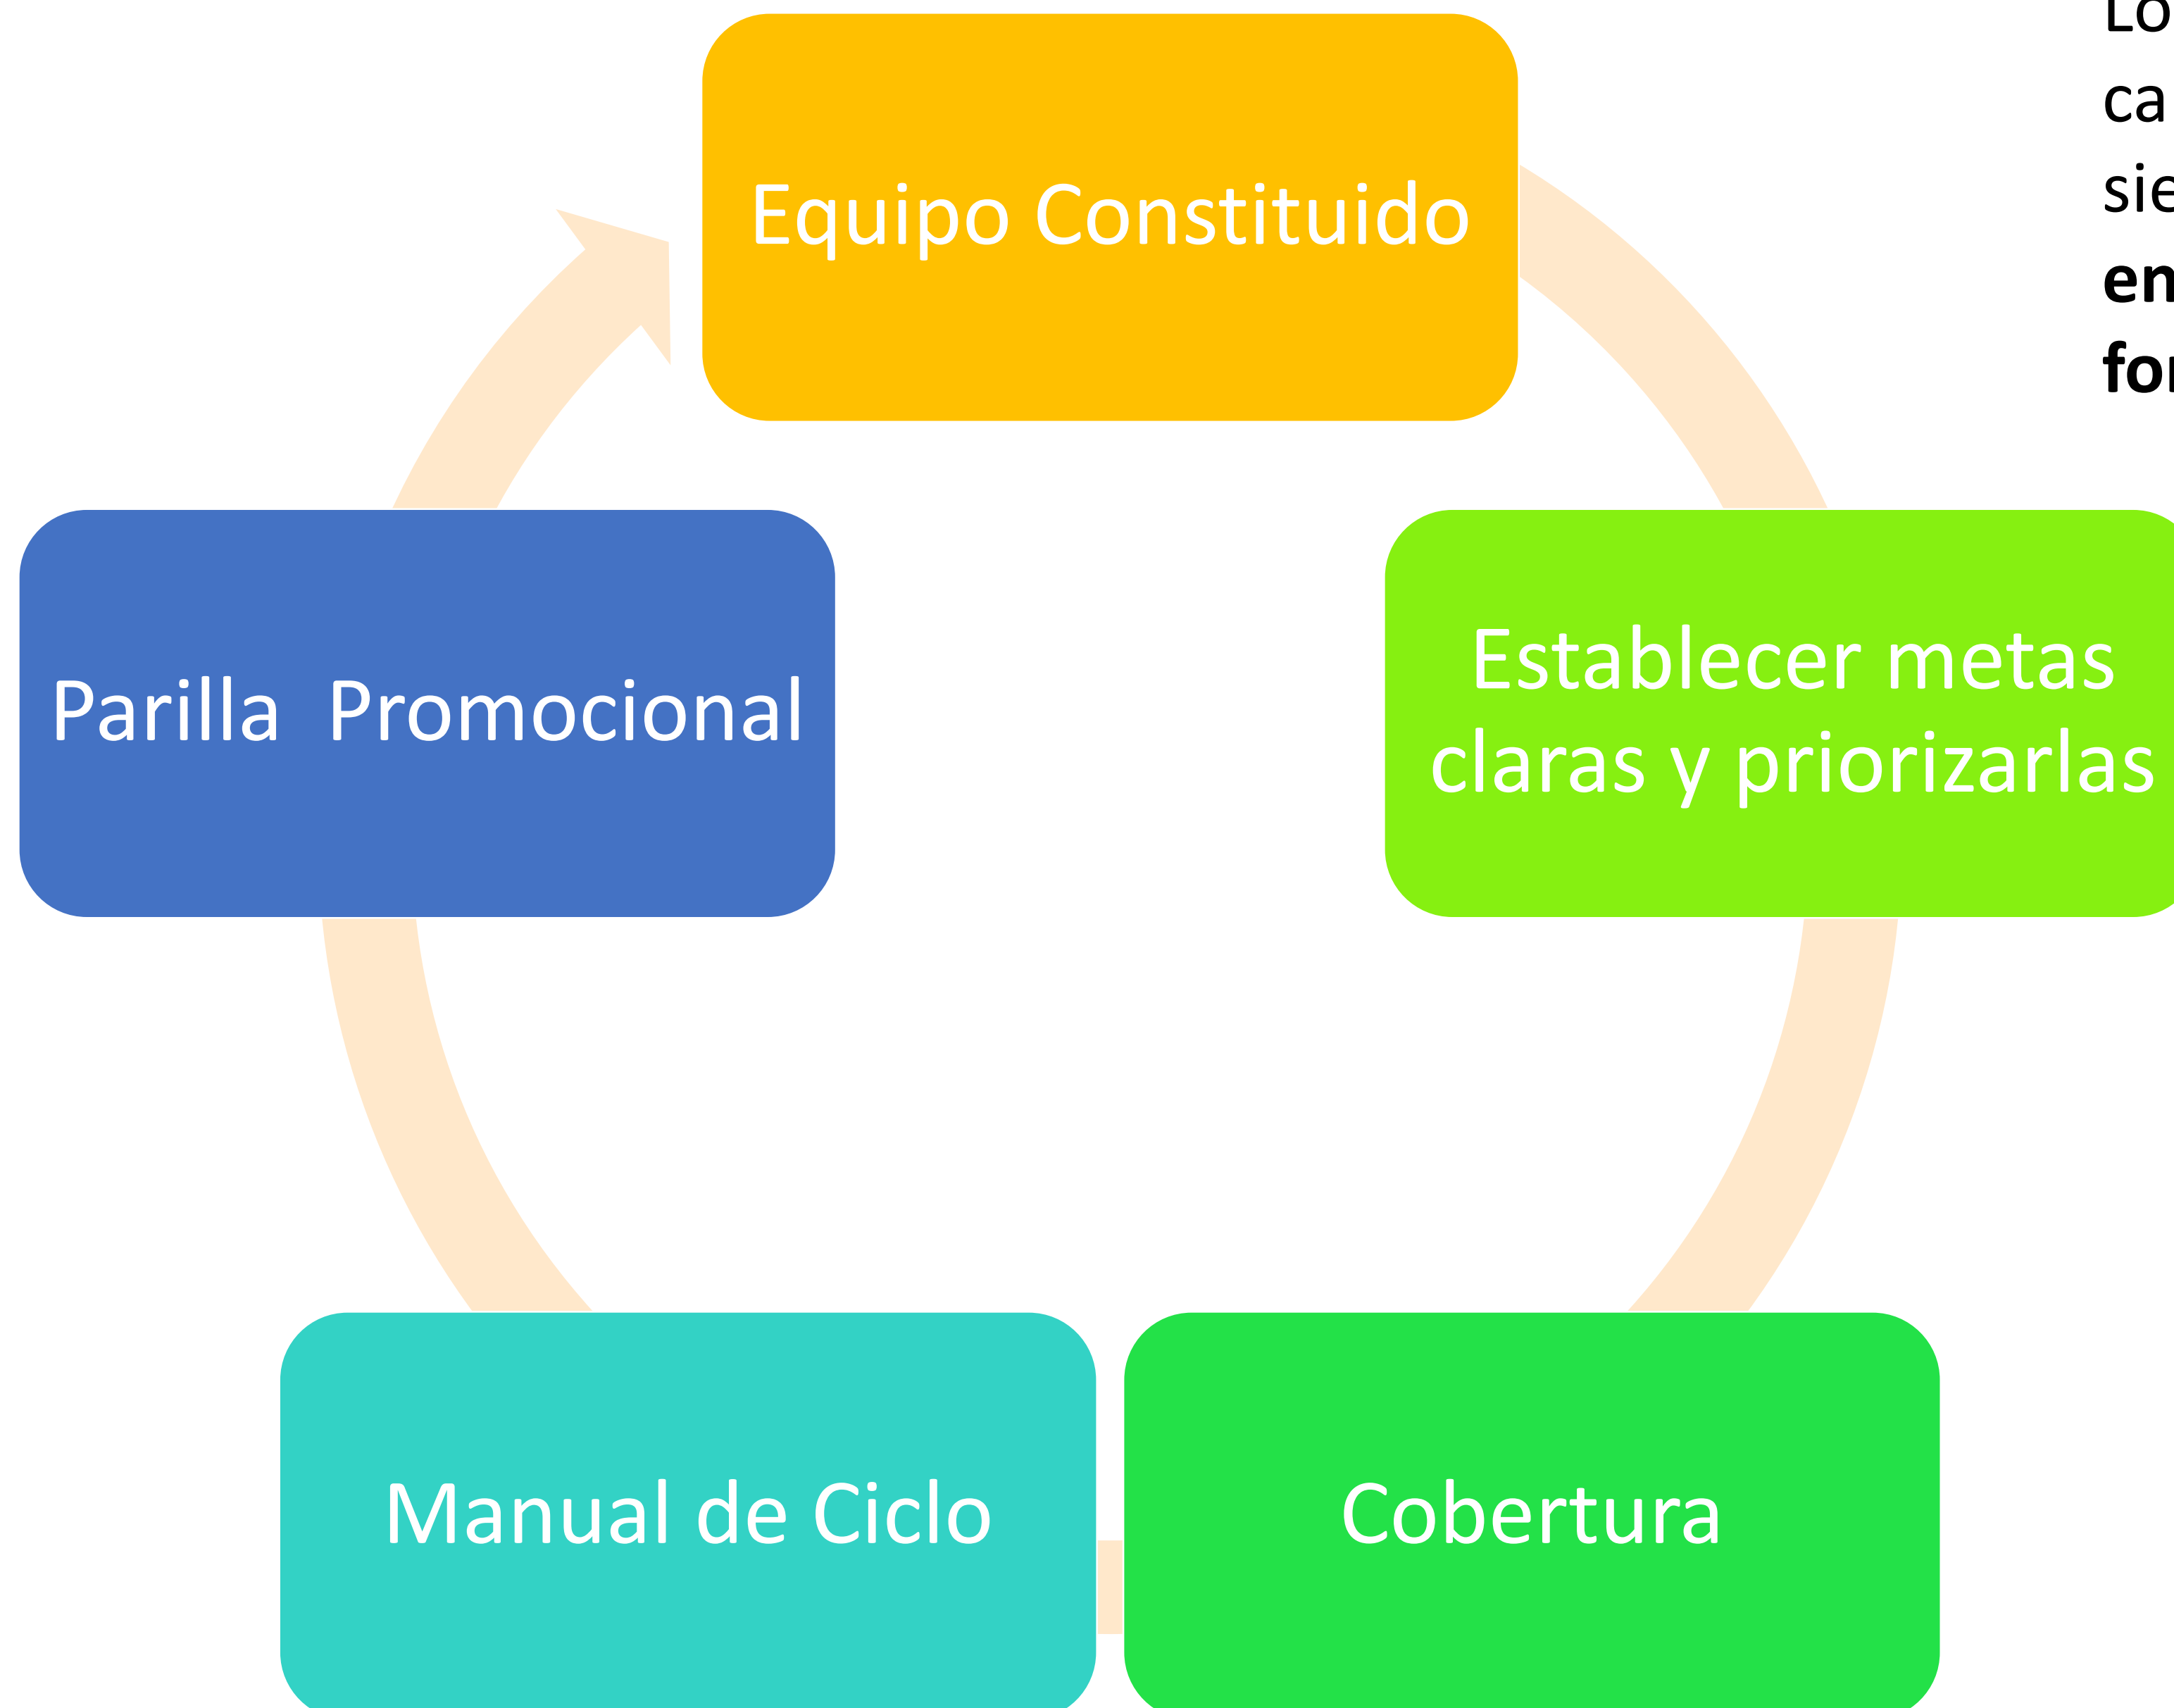 Equipo Constituido
Establecer metas
claras y priorizarlas
Parilla Promocional
Manual de Ciclo
Cobertura